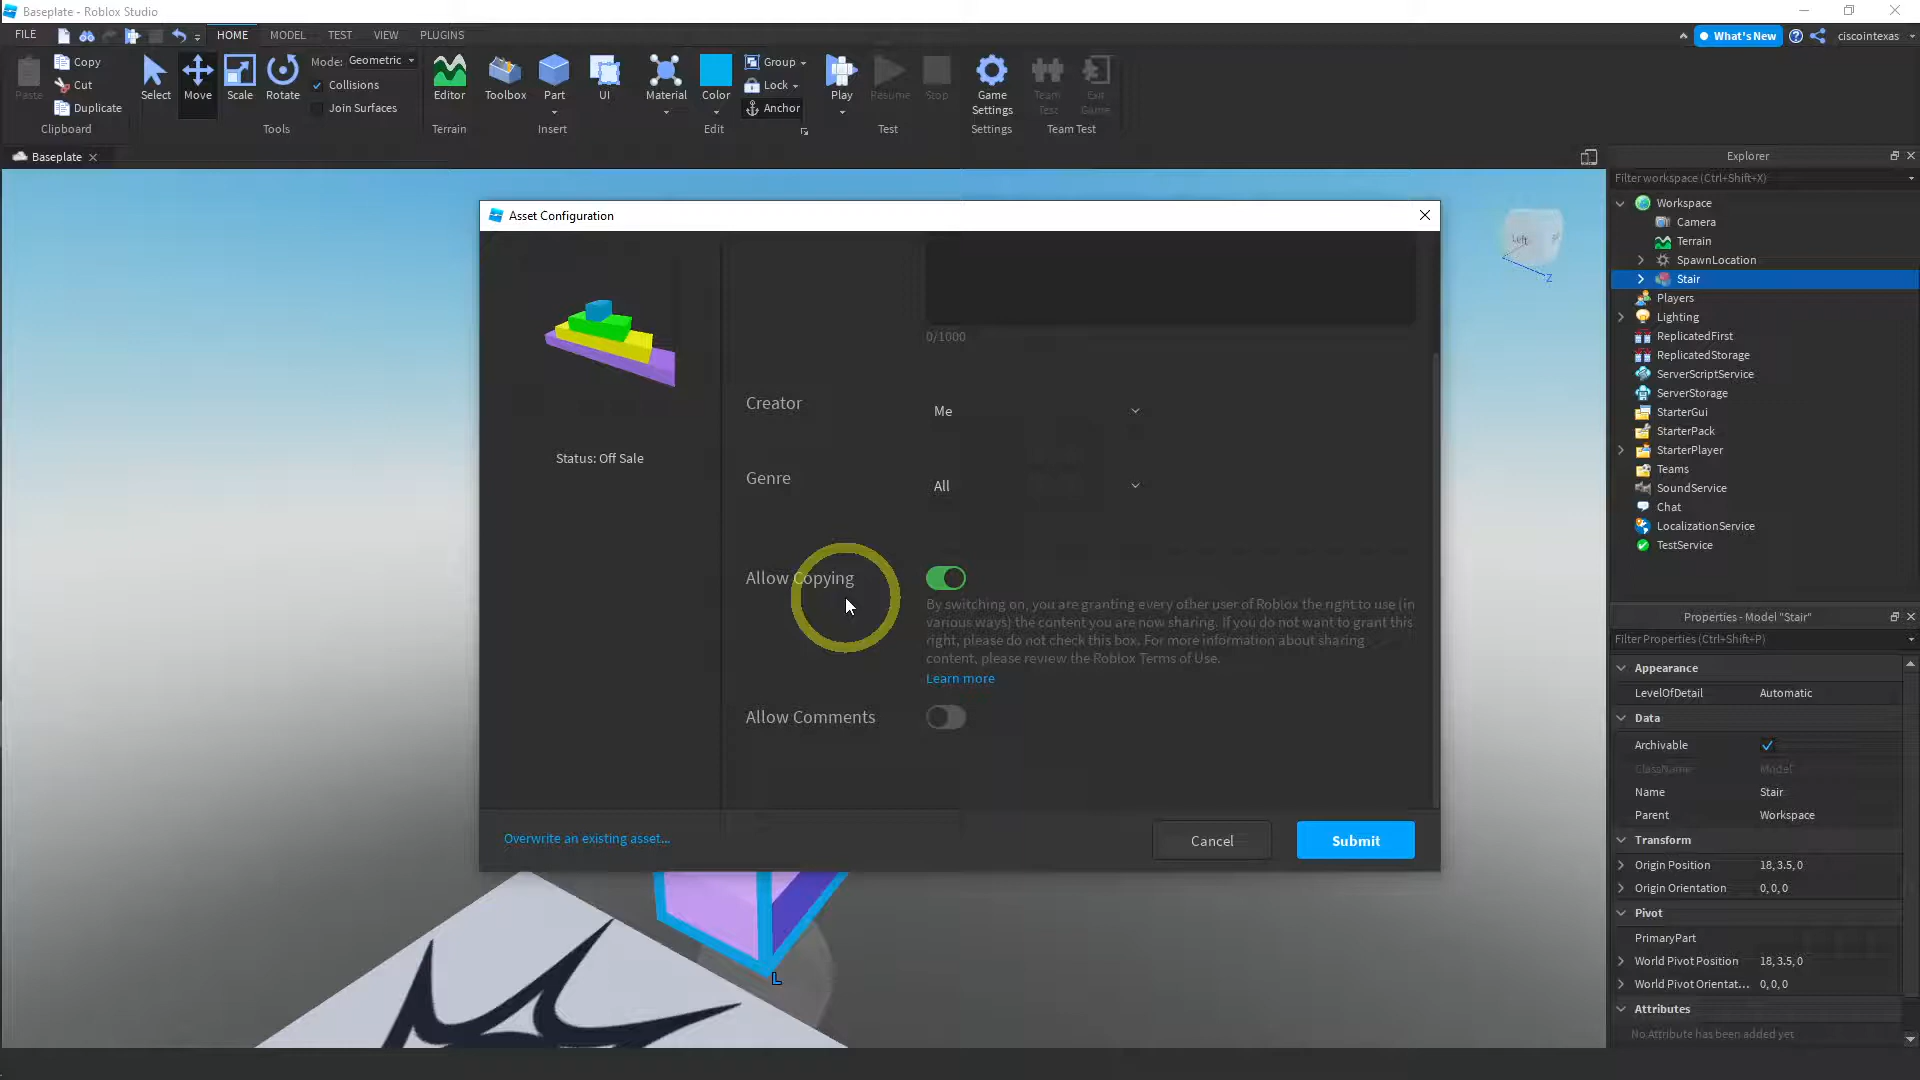 Baseplate - Roblox Studio
FILE HOME MODEL TEST VIEW PLUGINS
What's New ciscointexas
Paste Copy Cut Duplicate
Clipboard
Select Move Scale Rotate
Mode: Geometric
Collisions
Join Surfaces
Tools
Editor
Terrain
Toolbox Part UI
Insert
Material Color
Group
Lock
Anchor
Edit
Play Resume Stop
Test
Game Settings
Settings
Team Test
Exit Game
Team Test
Baseplate
Asset Configuration
Status: Off Sale
0/1000
Creator Me
Genre All
Allow Copying
By switching on, you are granting every other user of Roblox the right to use (in
various ways) the content you are now sharing. If you do not want to grant this
right, please do not check this box. For more information about sharing
content, please review the Roblox Terms of Use.
Learn more
Allow Comments
Overwrite an existing asset...
Cancel Submit
L
Left
Z
Explorer
Filter workspace (Ctrl+Shift+X)
Workspace
Camera
Terrain
SpawnLocation
Stair
Players
Lighting
ReplicatedFirst
ReplicatedStorage
ServerScriptService
ServerStorage
StarterGui
StarterPack
StarterPlayer
Teams
SoundService
Chat
LocalizationService
TestService
Properties - Model "Stair"
Filter Properties (Ctrl+Shift+P)
Appearance
LevelOfDetail Automatic
Data
Archivable
ClassName Model
Name Stair
Parent Workspace
Transform
Origin Position 18, 3.5, 0
Origin Orientation 0, 0, 0
Pivot
PrimaryPart
World Pivot Position 18, 3.5, 0
World Pivot Orientat... 0, 0, 0
Attributes
No Attribute has been added yet